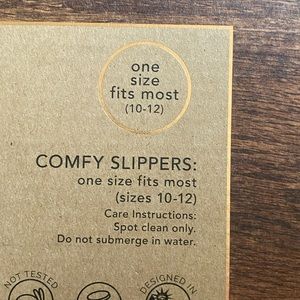 one
size
fits most
(10-12)
COMFY SLIPPERS:
one size fits most
(sizes 10-12)
Care Instructions:
Spot clean only.
Do not submerge in water.
NOT TESTED
DESIGNED IN